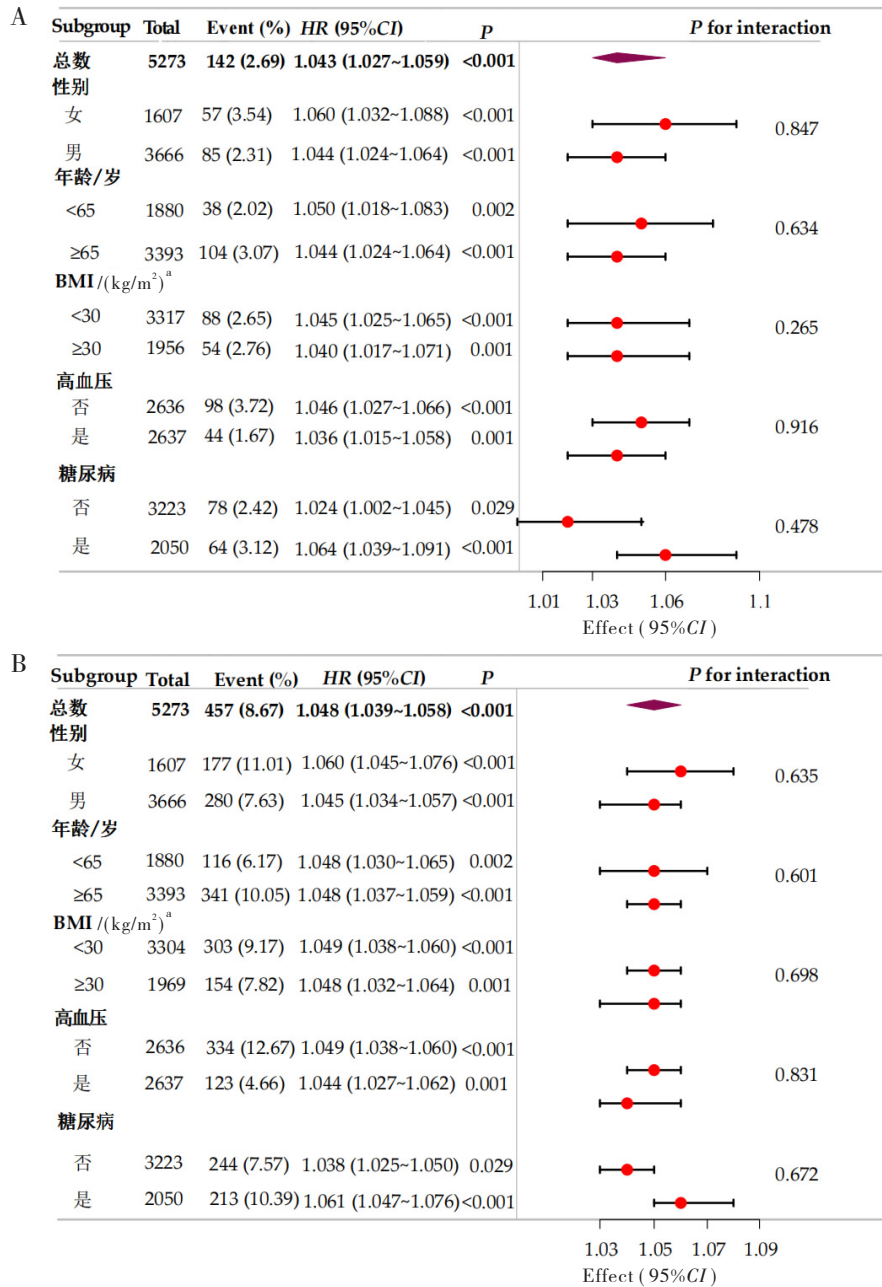 A
Subgroup Total Event (%) HR (95%CI) P P for interaction
总数 5273 142 (2.69) 1.043 (1.027~1.059) <0.001
性别
女 1607 57 (3.54) 1.060 (1.032~1.088) <0.001 0.847
男 3666 85 (2.31) 1.044 (1.024~1.064) <0.001
年龄/岁
<65 1880 38 (2.02) 1.050 (1.018~1.083) 0.002 0.634
≥65 3393 104 (3.07) 1.044 (1.024~1.064) <0.001
BMI/(kg/m²)ᵃ
<30 3317 88 (2.65) 1.045 (1.025~1.065) <0.001 0.265
≥30 1956 54 (2.76) 1.040 (1.017~1.071) 0.001
高血压
否 2636 98 (3.72) 1.046 (1.027~1.066) <0.001 0.916
是 2637 44 (1.67) 1.036 (1.015~1.058) 0.001
糖尿病
否 3223 78 (2.42) 1.024 (1.002~1.045) 0.029 0.478
是 2050 64 (3.12) 1.064 (1.039~1.091) <0.001
1.01 1.03 1.06 1.1
Effect (95%CI)
B
Subgroup Total Event (%) HR (95%CI) P P for interaction
总数 5273 457 (8.67) 1.048 (1.039~1.058) <0.001
性别
女 1607 177 (11.01) 1.060 (1.045~1.076) <0.001 0.635
男 3666 280 (7.63) 1.045 (1.034~1.057) <0.001
年龄/岁
<65 1880 116 (6.17) 1.048 (1.030~1.065) 0.002 0.601
≥65 3393 341 (10.05) 1.048 (1.037~1.059) <0.001
BMI/(kg/m²)ᵃ
<30 3304 303 (9.17) 1.049 (1.038~1.060) <0.001 0.698
≥30 1969 154 (7.82) 1.048 (1.032~1.064) 0.001
高血压
否 2636 334 (12.67) 1.049 (1.038~1.060) <0.001 0.831
是 2637 123 (4.66) 1.044 (1.027~1.062) 0.001
糖尿病
否 3223 244 (7.57) 1.038 (1.025~1.050) 0.029 0.672
是 2050 213 (10.39) 1.061 (1.047~1.076) <0.001
1.03 1.05 1.07 1.09
Effect (95%CI)